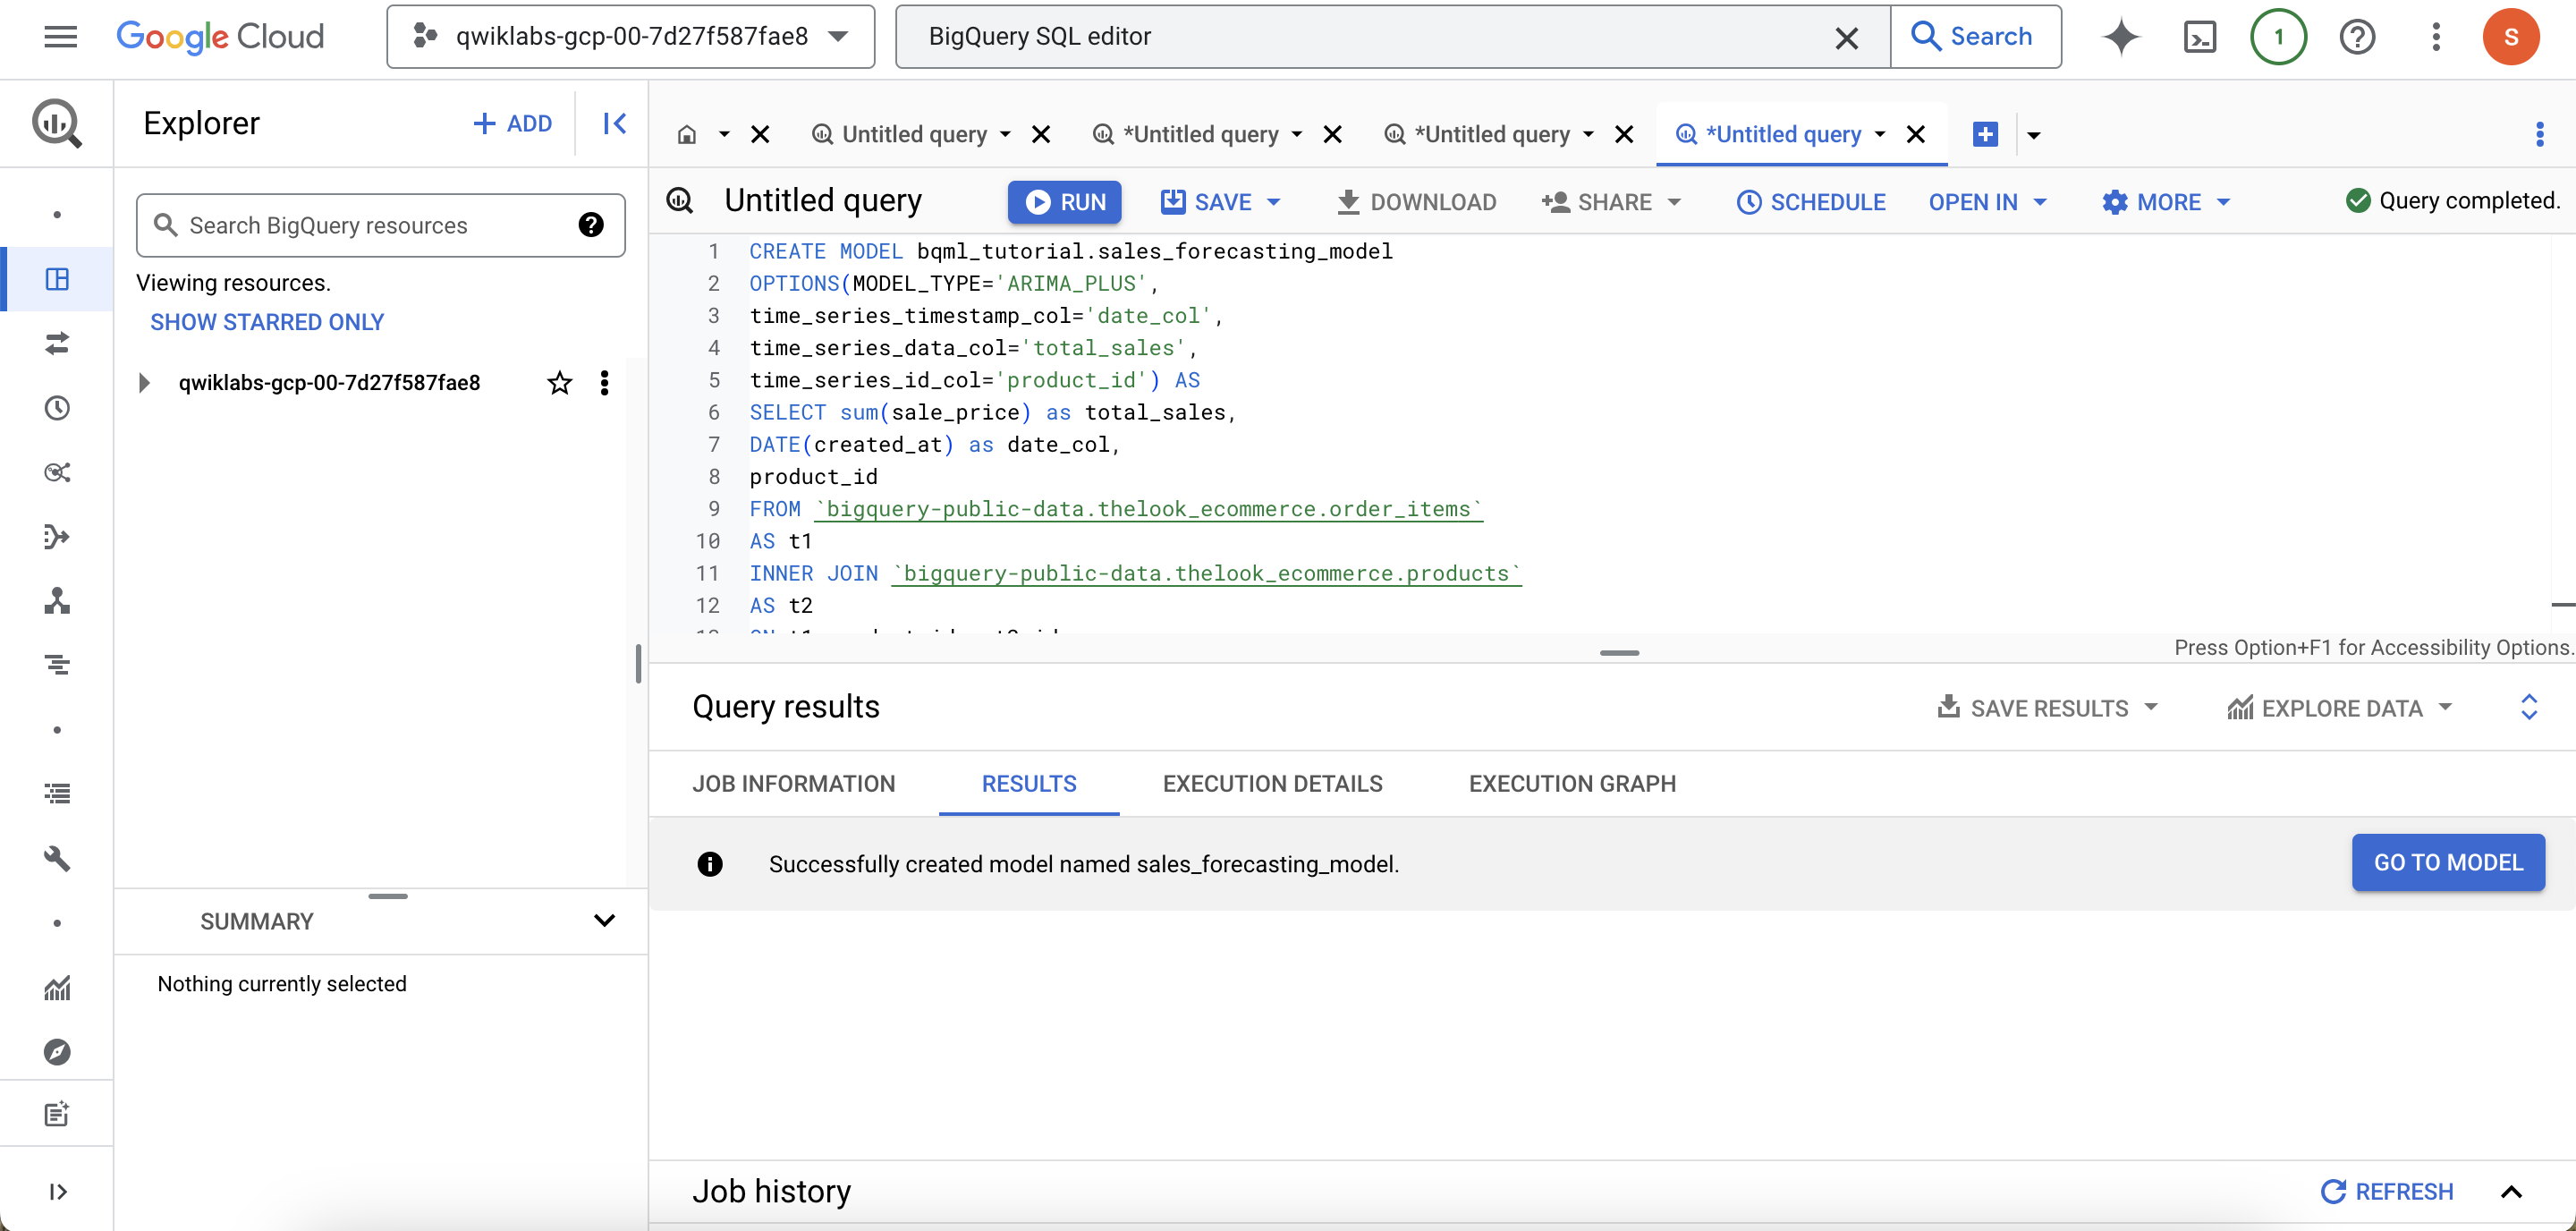 Google Cloud
qwiklabs-gcp-00-7d27f587fae8
BigQuery SQL editor
Search
1
S
Explorer
ADD
Untitled query
*Untitled query
*Untitled query
*Untitled query
Search BigQuery resources
Viewing resources.
SHOW STARRED ONLY
qwiklabs-gcp-00-7d27f587fae8
SUMMARY
Nothing currently selected
Untitled query
RUN
SAVE
DOWNLOAD
SHARE
SCHEDULE
OPEN IN
MORE
Query completed.
1 CREATE MODEL bqml_tutorial.sales_forecasting_model
2 OPTIONS(MODEL_TYPE='ARIMA_PLUS',
3 time_series_timestamp_col='date_col',
4 time_series_data_col='total_sales',
5 time_series_id_col='product_id') AS
6 SELECT sum(sale_price) as total_sales,
7 DATE(created_at) as date_col,
8 product_id
9 FROM `bigquery-public-data.thelook_ecommerce.order_items`
10 AS t1
11 INNER JOIN `bigquery-public-data.thelook_ecommerce.products`
12 AS t2
Press Option+F1 for Accessibility Options.
Query results
SAVE RESULTS
EXPLORE DATA
JOB INFORMATION
RESULTS
EXECUTION DETAILS
EXECUTION GRAPH
Successfully created model named sales_forecasting_model.
GO TO MODEL
Job history
REFRESH